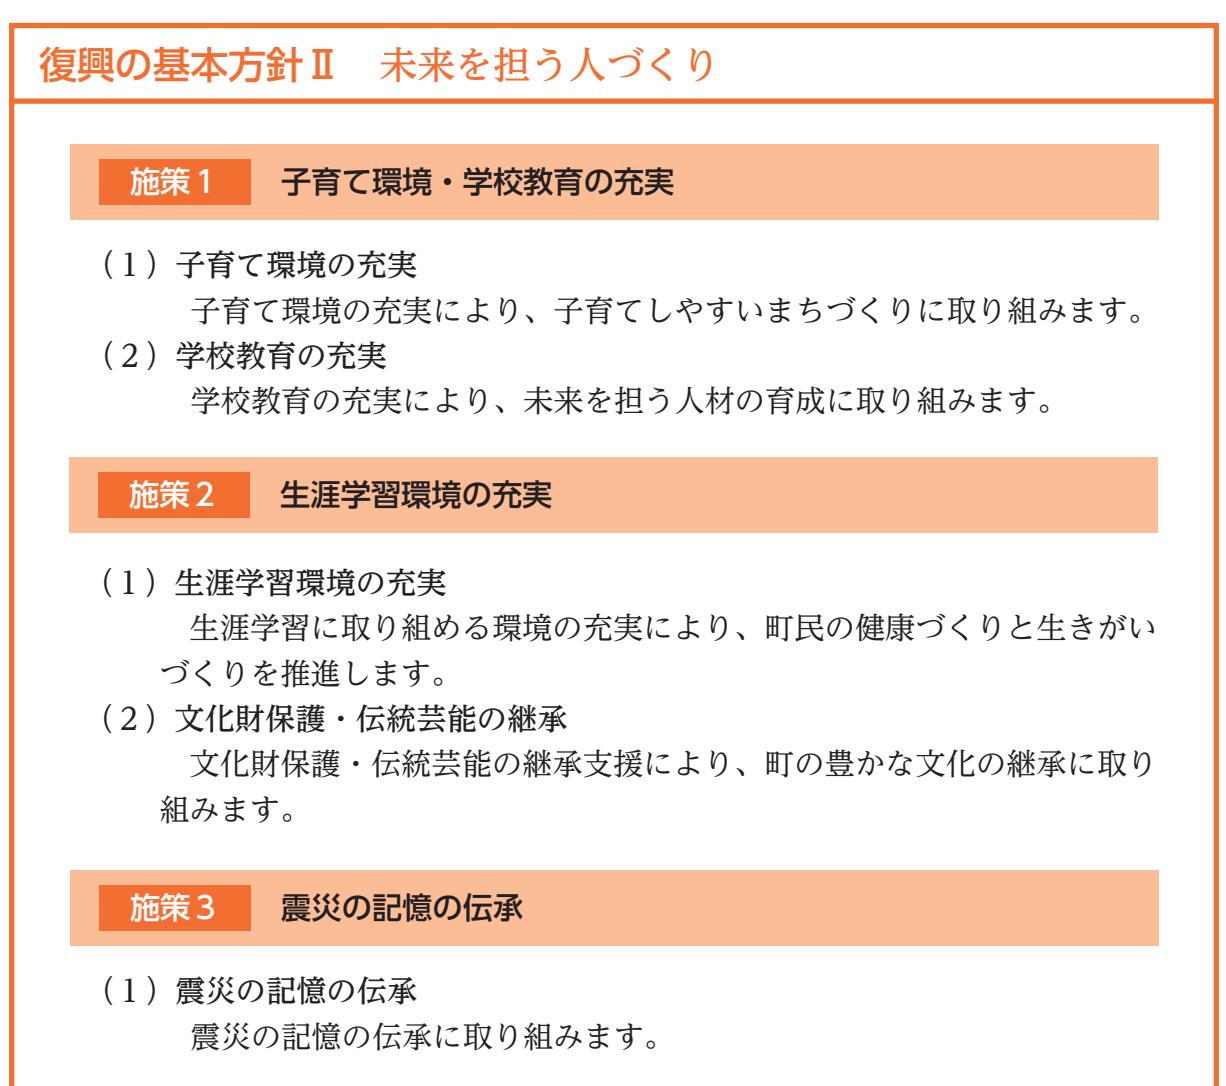 復興の基本方針Ⅱ　未来を担う人づくり
施策1　子育て環境・学校教育の充実
（1）子育て環境の充実
子育て環境の充実により、子育てしやすいまちづくりに取り組みます。
（2）学校教育の充実
学校教育の充実により、未来を担う人材の育成に取り組みます。
施策2　生涯学習環境の充実
（1）生涯学習環境の充実
生涯学習に取り組める環境の充実により、町民の健康づくりと生きがい
づくりを推進します。
（2）文化財保護・伝統芸能の継承
文化財保護・伝統芸能の継承支援により、町の豊かな文化の継承に取り
組みます。
施策3　震災の記憶の伝承
（1）震災の記憶の伝承
震災の記憶の伝承に取り組みます。